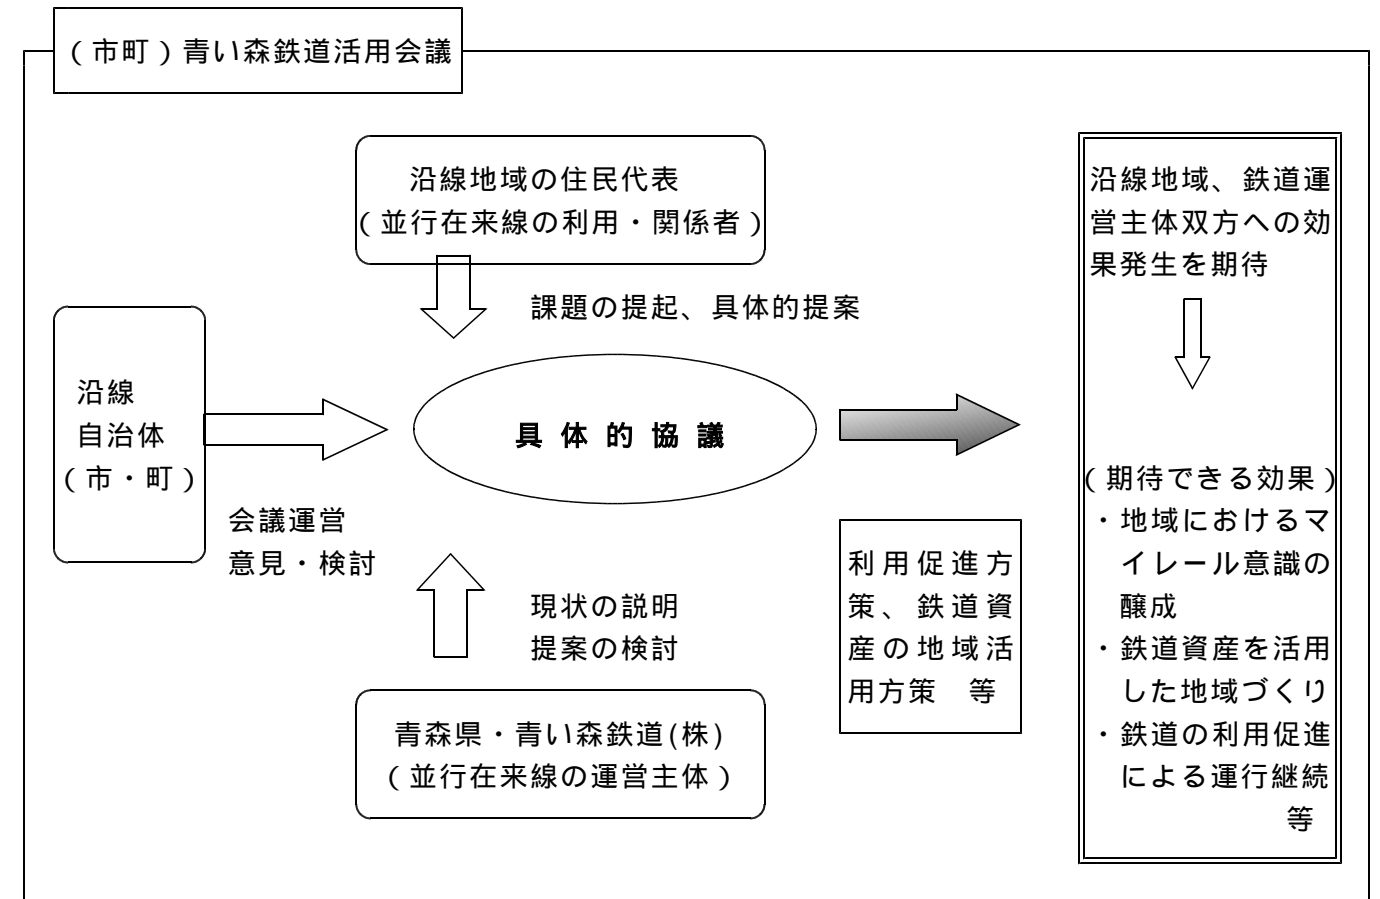 （市町）青い森鉄道活用会議
沿線地域の住民代表
（並行在来線の利用・関係者）
課題の提起、具体的提案
沿線
自治体
（市・町）
会議運営
意見・検討
具体的協議
現状の説明
提案の検討
青森県・青い森鉄道(株)
（並行在来線の運営主体）
利用促進方
策、鉄道資
産の地域活
用方策　等
沿線地域、鉄道運
営主体双方への効
果発生を期待
（期待できる効果）
・地域におけるマ
イレール意識の
醸成
・鉄道資産を活用
した地域づくり
・鉄道の利用促進
による運行継続
等